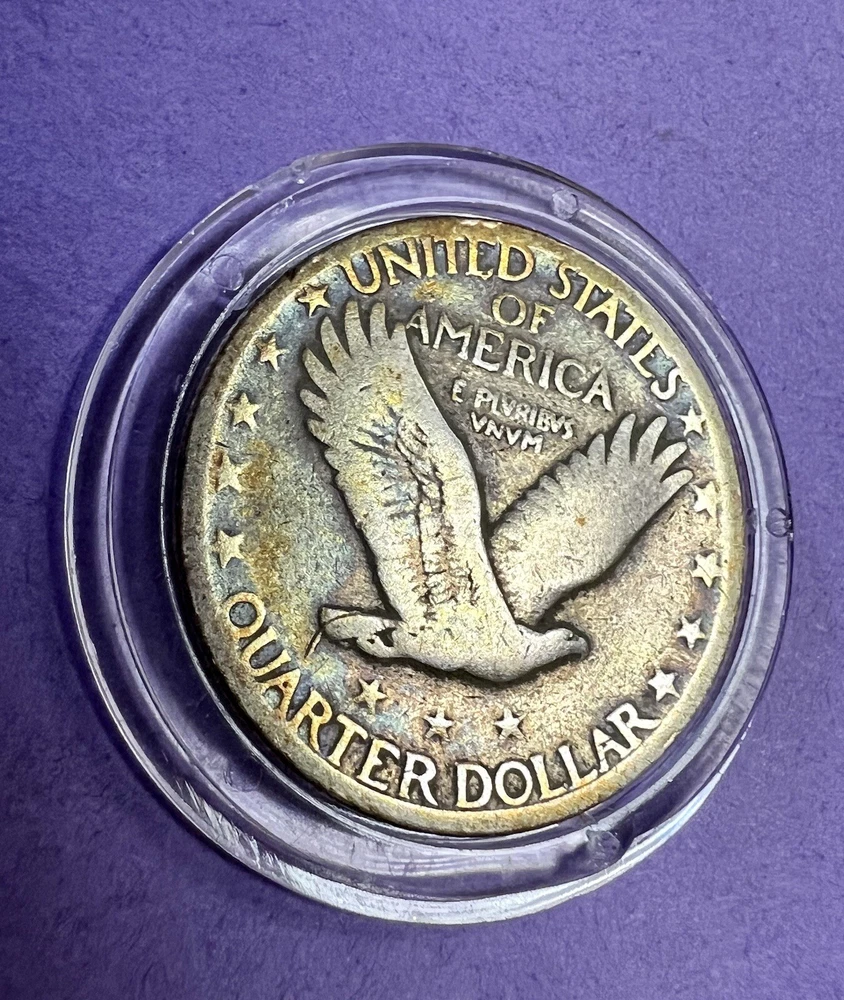 UNITED STATES
OF
AMERICA
E PLVRIBVS
VNVM
QUARTER DOLLAR